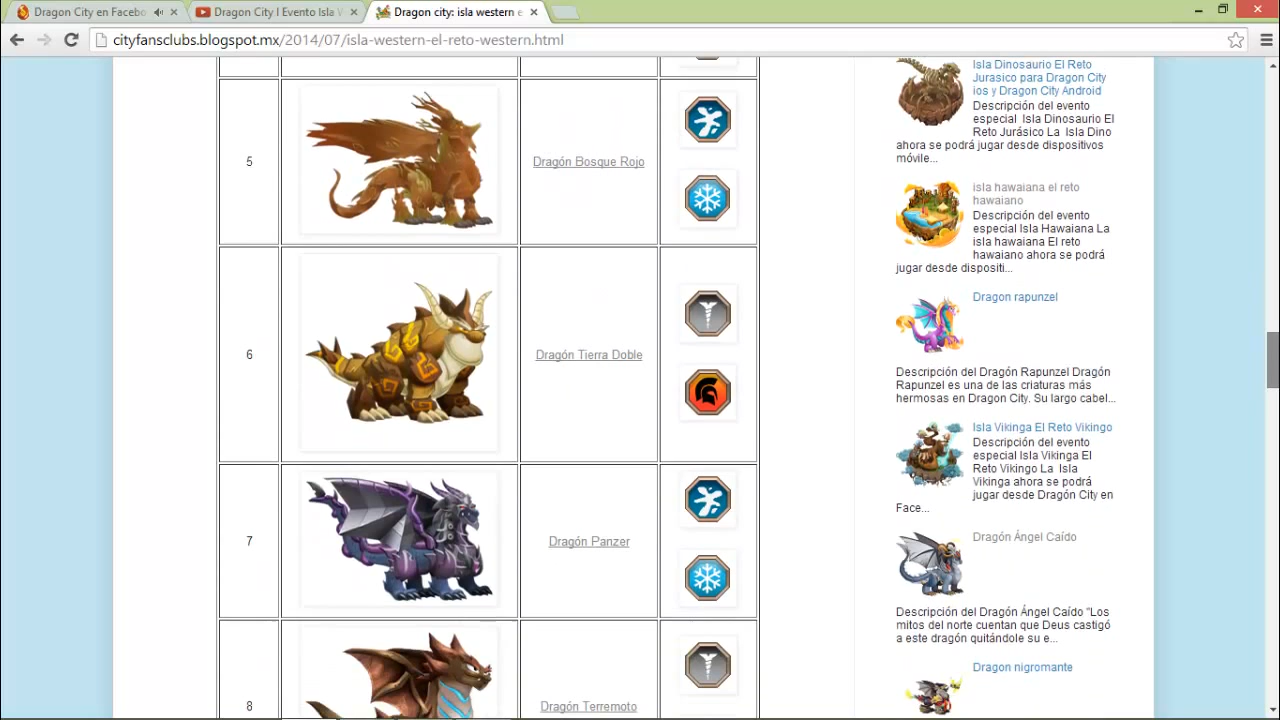 Dragon City en Facebo
Dragon City l Evento Isla V
Dragon city: isla western e
cityfansclubs.blogspot.mx/2014/07/isla-western-el-reto-western.html
5
Dragón Bosque Rojo
6
Dragón Tierra Doble
7
Dragón Panzer
8
Dragón Terremoto
Isla Dinosaurio El Reto
Jurasico para Dragon City
ios y Dragon City Android
Descripción del evento
especial Isla Dinosaurio El
Reto Jurásico La Isla Dino
ahora se podrá jugar desde dispositivos
móvile...
isla hawaiana el reto
hawaiano
Descripción del evento
especial Isla Hawaiana La
isla hawaiana El reto
hawaiano ahora se podrá
jugar desde dispositi...
Dragon rapunzel
Descripción del Dragón Rapunzel Dragón
Rapunzel es una de las criaturas más
hermosas en Dragon City. Su largo cabel...
Isla Vikinga El Reto Vikingo
Descripción del evento
especial Isla Vikinga El
Reto Vikingo La Isla
Vikinga ahora se podrá
jugar desde Dragón City en
Face...
Dragón Ángel Caído
Descripción del Dragón Ángel Caído "Los
mitos del norte cuentan que Deus castigó
a este dragón quitándole su e...
Dragon nigromante